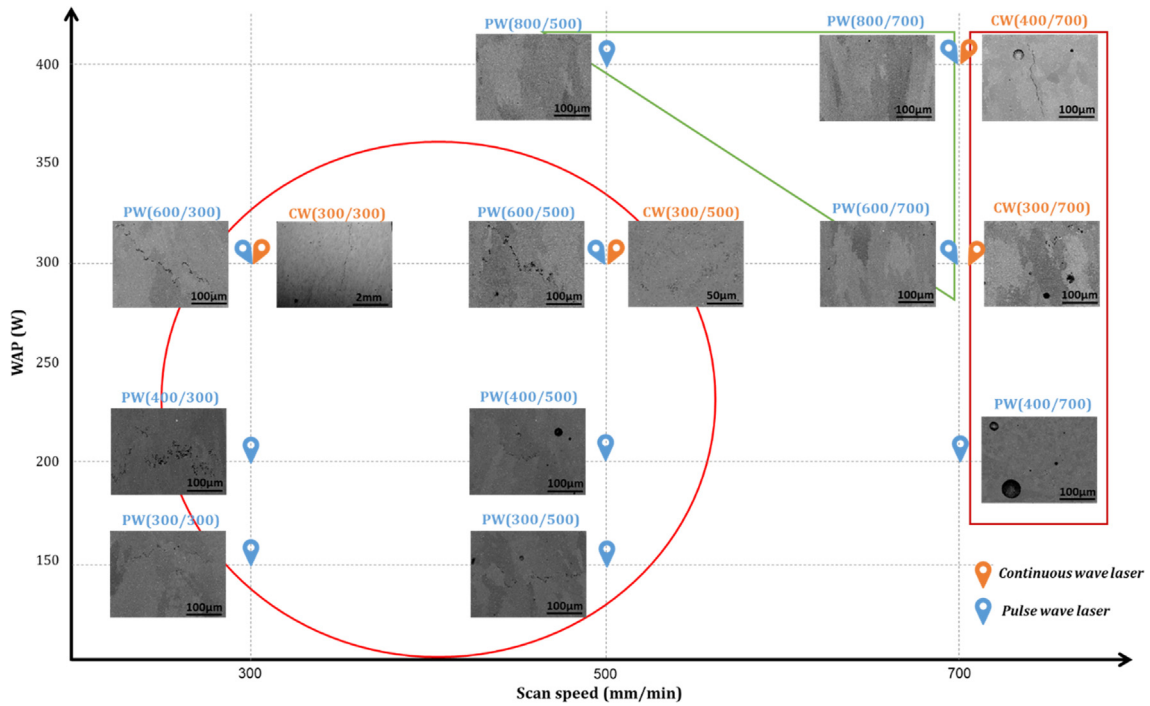 PW(800/500)
PW(800/700)
CW(400/700)
400
100μm
100μm
100μm
350
PW(600/300)
CW(300/300)
PW(600/500)
CW(300/500)
PW(600/700)
CW(300/700)
300
100μm
2mm
100μm
50μm
100μm
100μm
WAP (W)
250
PW(400/300)
PW(400/500)
PW(400/700)
200
100μm
100μm
100μm
PW(300/300)
PW(300/500)
150
100μm
100μm
Continuous wave laser
Pulse wave laser
300
500
700
Scan speed (mm/min)